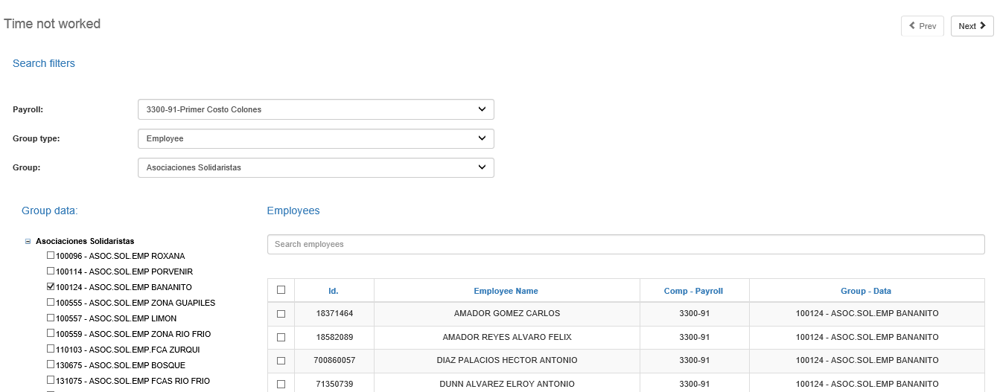 Time not worked
Prev
Next
Search filters
Payroll:
3300-91-Primer Costo Colones
Group type:
Employee
Group:
Asociaciones Solidaristas
Group data:
Asociaciones Solidaristas
100096 - ASOC.SOL.EMP ROXANA
100114 - ASOC.SOL.EMP PORVENIR
100124 - ASOC.SOL.EMP BANANITO
100555 - ASOC.SOL.EMP ZONA GUAPILES
100557 - ASOC.SOL.EMP LIMON
100559 - ASOC.SOL.EMP ZONA RIO FRIO
110103 - ASOC.SOL.EMP.FCA ZURQUI
130675 - ASOC.SOL.EMP BOSQUE
131075 - ASOC.SOL.EMP FCAS RIO FRIO
Employees
Search employees
Id. Employee Name Comp - Payroll Group - Data
18371464 AMADOR GOMEZ CARLOS 3300-91 100124 - ASOC.SOL.EMP BANANITO
18582089 AMADOR REYES ALVARO FELIX 3300-91 100124 - ASOC.SOL.EMP BANANITO
700860057 DIAZ PALACIOS HECTOR ANTONIO 3300-91 100124 - ASOC.SOL.EMP BANANITO
71350739 DUNN ALVAREZ ELROY ANTONIO 3300-91 100124 - ASOC.SOL.EMP BANANITO